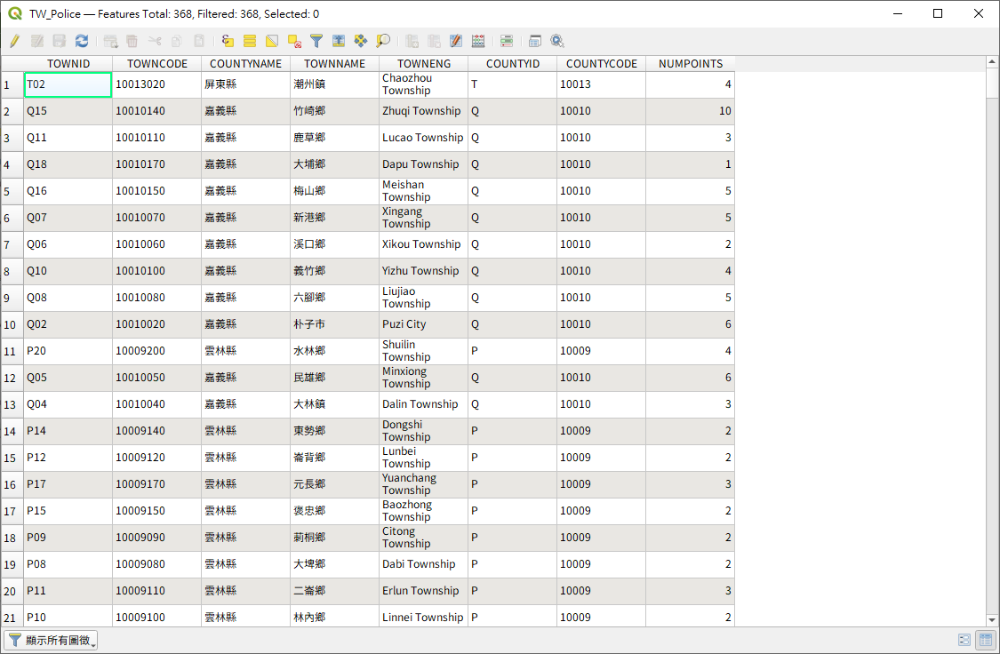 TW_Police — Features Total: 368, Filtered: 368, Selected: 0
TOWNID TOWNCODE COUNTYNAME TOWNNAME TOWNENG COUNTYID COUNTYCODE NUMPOINTS
1 T02 10013020 屏東縣 潮州鎮 Chaozhou Township T 10013 4
2 Q15 10010140 嘉義縣 竹崎鄉 Zhuqi Township Q 10010 10
3 Q11 10010110 嘉義縣 鹿草鄉 Lucao Township Q 10010 3
4 Q18 10010170 嘉義縣 大埔鄉 Dapu Township Q 10010 1
5 Q16 10010150 嘉義縣 梅山鄉 Meishan Township Q 10010 5
6 Q07 10010070 嘉義縣 新港鄉 Xingang Township Q 10010 5
7 Q06 10010060 嘉義縣 溪口鄉 Xikou Township Q 10010 2
8 Q10 10010100 嘉義縣 義竹鄉 Yizhu Township Q 10010 4
9 Q08 10010080 嘉義縣 六腳鄉 Liujiao Township Q 10010 5
10 Q02 10010020 嘉義縣 朴子市 Puzi City Q 10010 6
11 P20 10009200 雲林縣 水林鄉 Shuilin Township P 10009 4
12 Q05 10010050 嘉義縣 民雄鄉 Minxiong Township Q 10010 6
13 Q04 10010040 嘉義縣 大林鎮 Dalin Township Q 10010 3
14 P14 10009140 雲林縣 東勢鄉 Dongshi Township P 10009 2
15 P12 10009120 雲林縣 崙背鄉 Lunbei Township P 10009 2
16 P17 10009170 雲林縣 元長鄉 Yuanchang Township P 10009 3
17 P15 10009150 雲林縣 褒忠鄉 Baozhong Township P 10009 2
18 P09 10009090 雲林縣 莿桐鄉 Citong Township P 10009 2
19 P08 10009080 雲林縣 大埤鄉 Dabi Township P 10009 2
20 P11 10009110 雲林縣 二崙鄉 Erlun Township P 10009 3
21 P10 10009100 雲林縣 林內鄉 Linnei Township P 10009 2
顯示所有圖徵